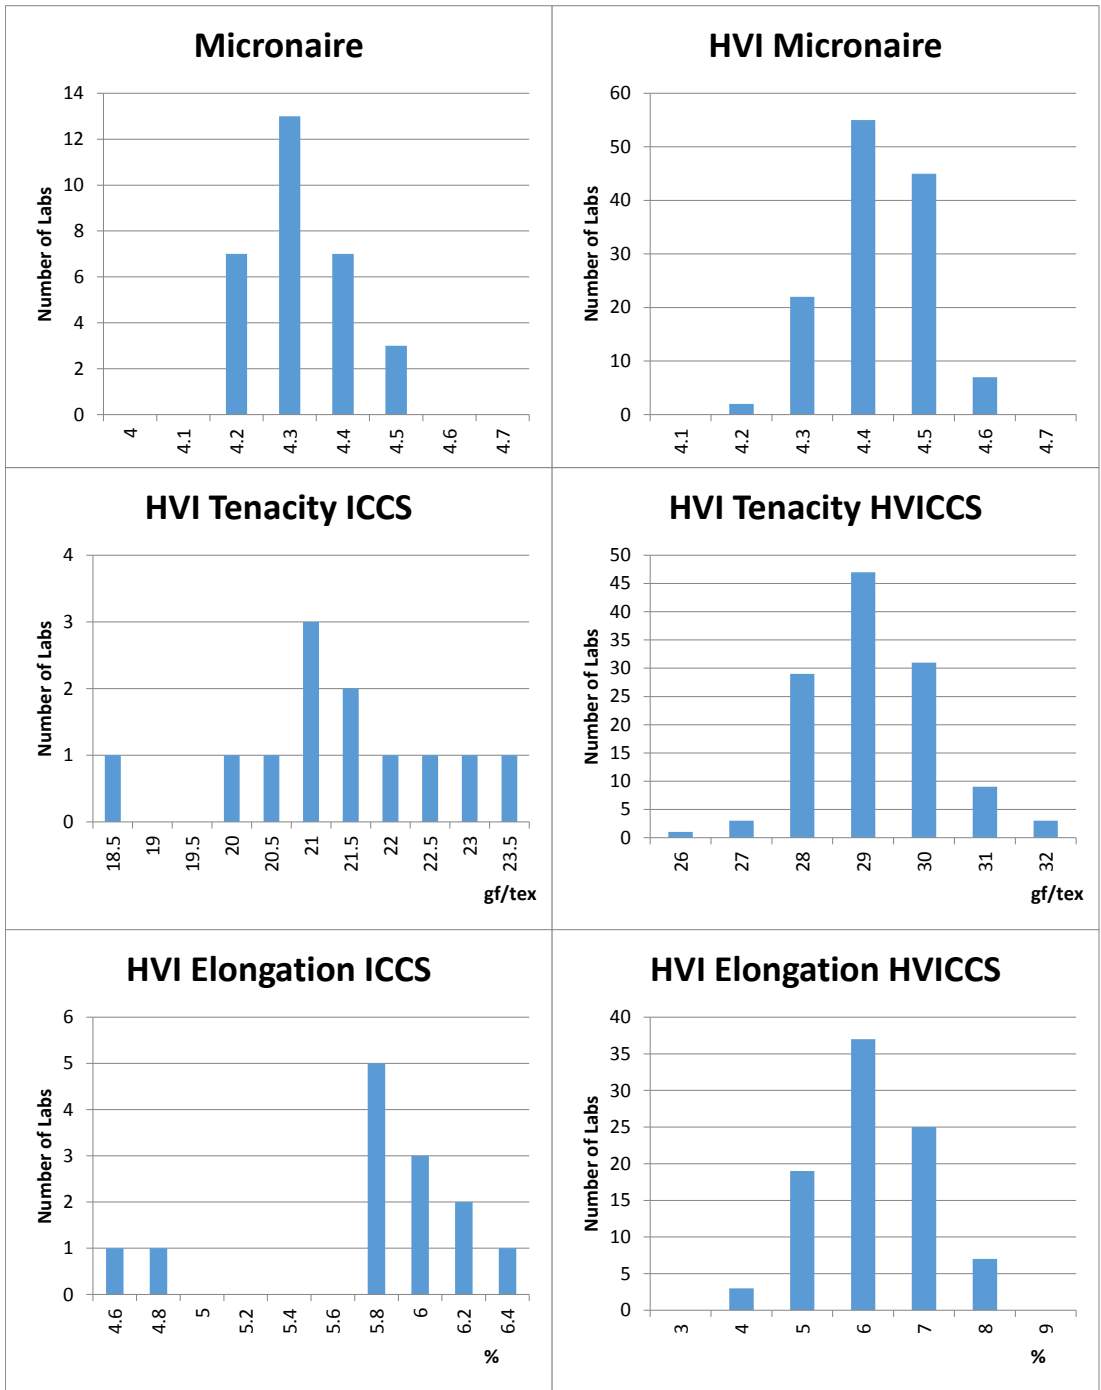 Micronaire
Number of Labs
14
12
10
8
6
4
2
0
4 4.1 4.2 4.3 4.4 4.5 4.6 4.7
HVI Micronaire
Number of Labs
60
50
40
30
20
10
0
4.1 4.2 4.3 4.4 4.5 4.6 4.7
HVI Tenacity ICCS
Number of Labs
4
3
2
1
0
18.5 19 19.5 20 20.5 21 21.5 22 22.5 23 23.5
gf/tex
HVI Tenacity HVICCS
Number of Labs
50
45
40
35
30
25
20
15
10
5
0
26 27 28 29 30 31 32
gf/tex
HVI Elongation ICCS
Number of Labs
6
5
4
3
2
1
0
4.6 4.8 5 5.2 5.4 5.6 5.8 6 6.2 6.4
%
HVI Elongation HVICCS
Number of Labs
40
35
30
25
20
15
10
5
0
3 4 5 6 7 8 9
%